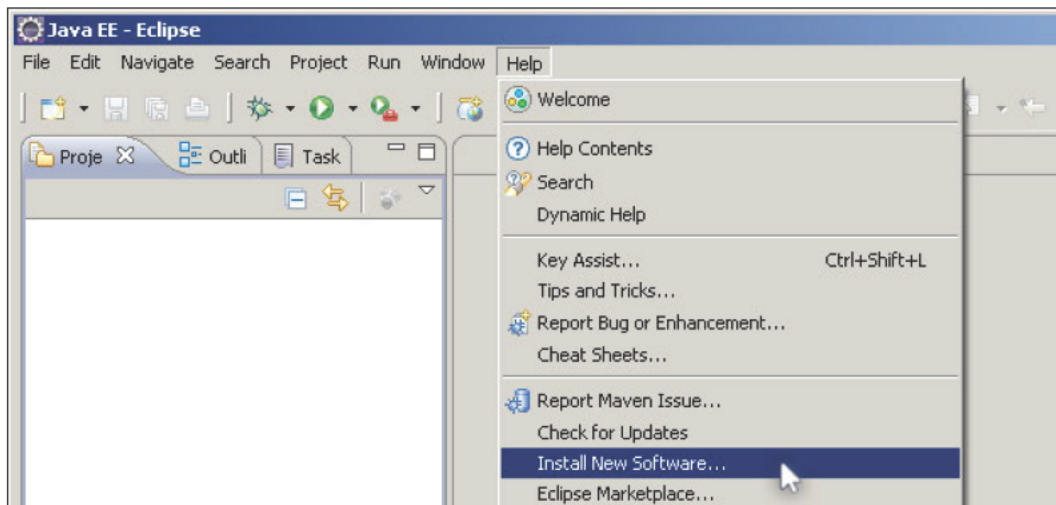 Java EE - Eclipse
File Edit Navigate Search Project Run Window Help
Welcome
Proje Outli Task
Help Contents
Search
Dynamic Help
Key Assist... Ctrl+Shift+L
Tips and Tricks...
Report Bug or Enhancement...
Cheat Sheets...
Report Maven Issue...
Check for Updates
Install New Software...
Eclipse Marketplace...